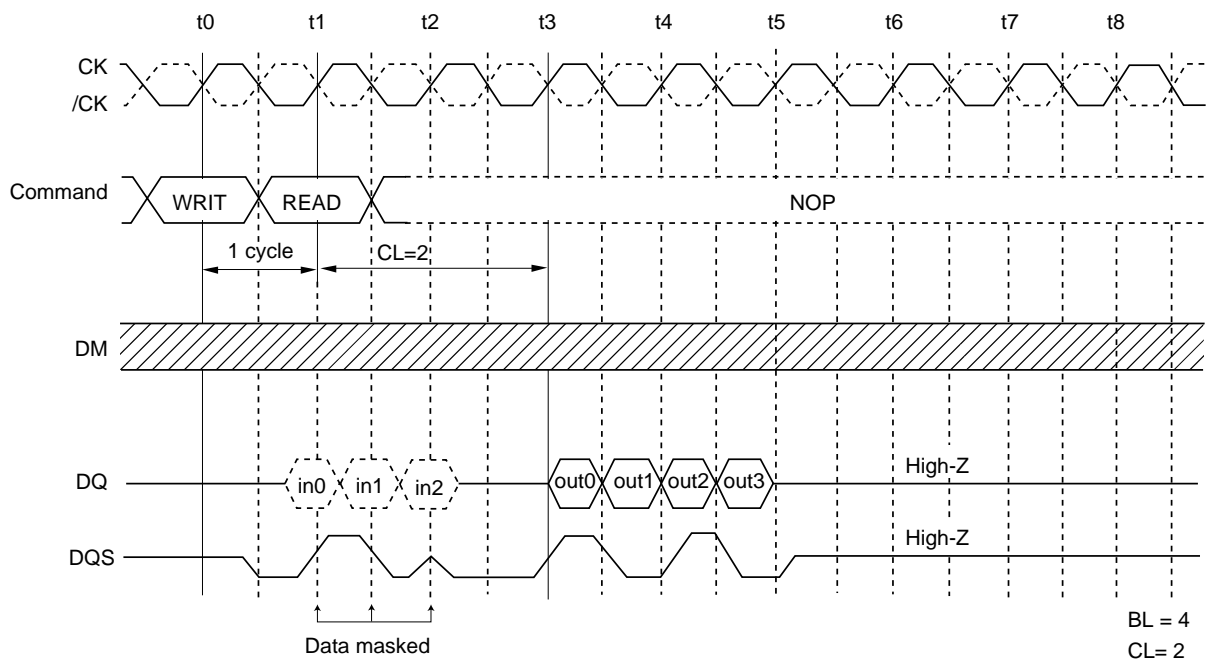 t0 t1 t2 t3 t4 t5 t6 t7 t8
CK
/CK
Command WRIT READ NOP
1 cycle CL=2
DM
DQ in0 in1 in2 out0 out1 out2 out3 High-Z
DQS High-Z
Data masked
BL = 4
CL= 2